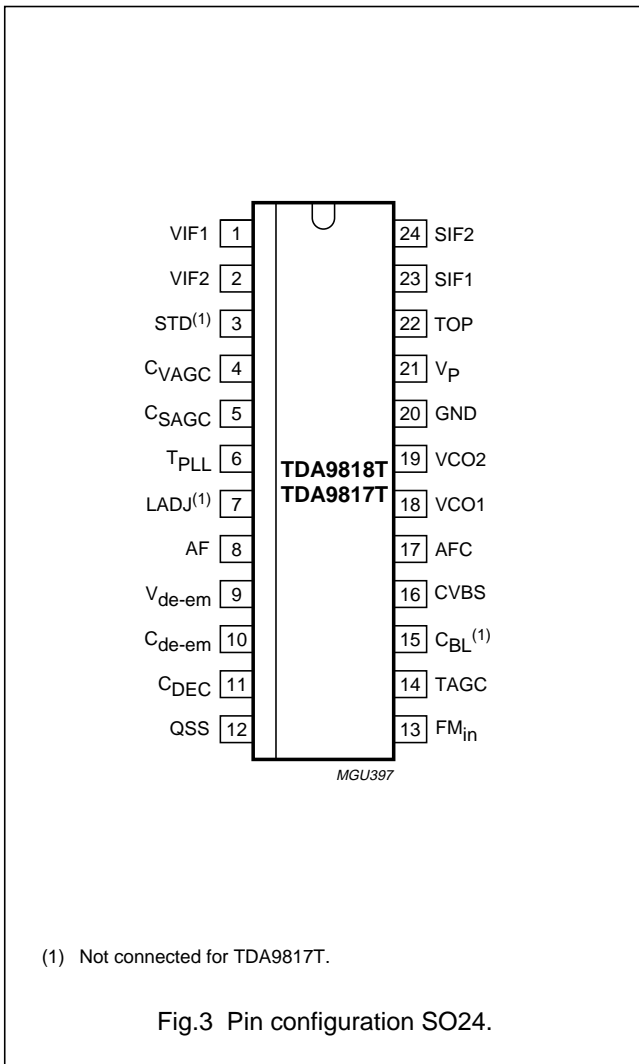 VIF1 1
VIF2 2
STD(1) 3
CVAGC 4
CSAGC 5
TPLL 6
LADJ(1) 7
AF 8
Vde-em 9
Cde-em 10
CDEC 11
QSS 12
TDA9818T
TDA9817T
24 SIF2
23 SIF1
22 TOP
21 VP
20 GND
19 VCO2
18 VCO1
17 AFC
16 CVBS
15 CBL(1)
14 TAGC
13 FMin
MGU397
(1) Not connected for TDA9817T.
Fig.3 Pin configuration SO24.